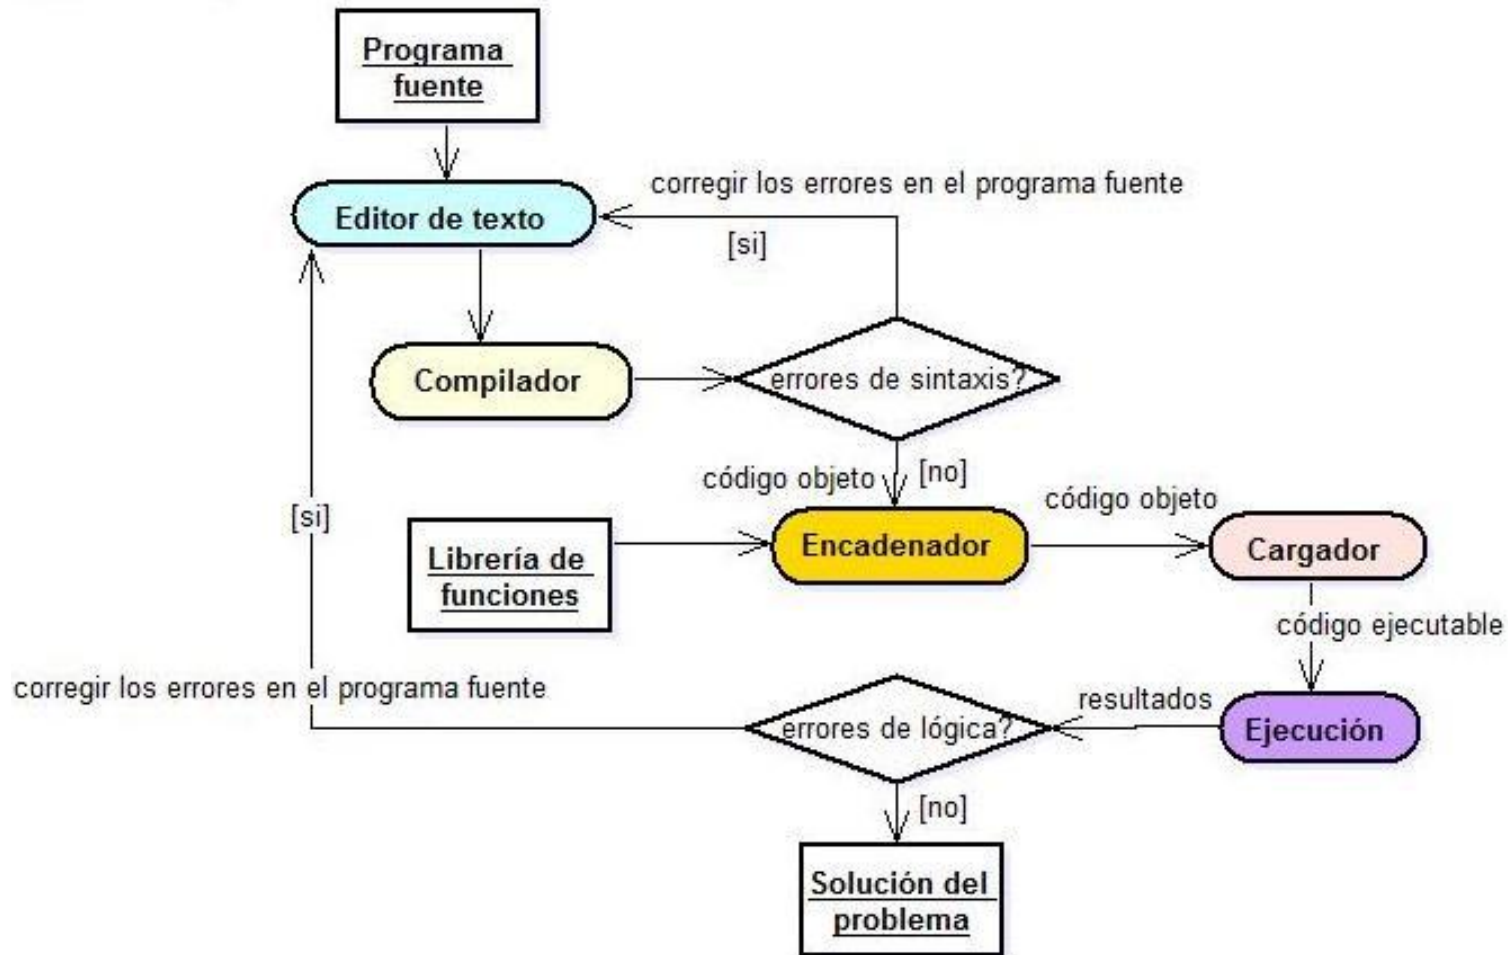 Programa
fuente
corregir los errores en el programa fuente
Editor de texto
[si]
Compilador
errores de sintaxis?
código objeto
[no]
código objeto
[si]
Librería de
funciones
Encadenador
Cargador
código ejecutable
corregir los errores en el programa fuente
resultados
errores de lógica?
Ejecución
[no]
Solución del
problema